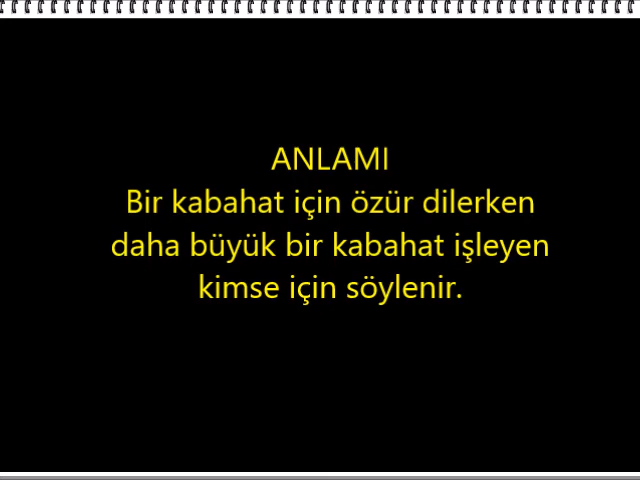 ANLAMI
Bir kabahat için özür dilerken
daha büyük bir kabahat işleyen
kimse için söylenir.